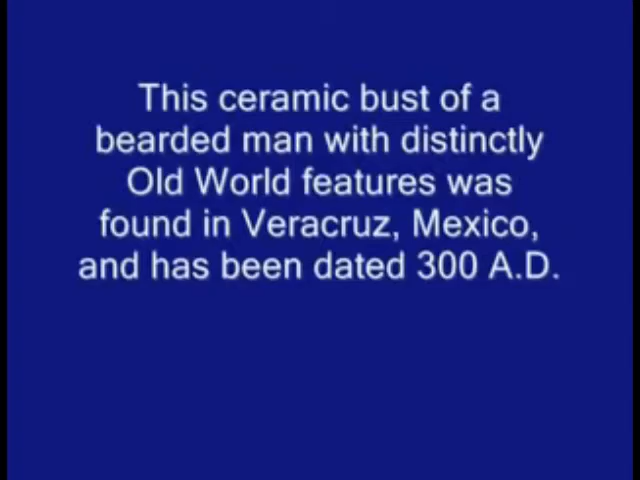 This ceramic bust of a
bearded man with distinctly
Old World features was
found in Veracruz, Mexico,
and has been dated 300 A.D.